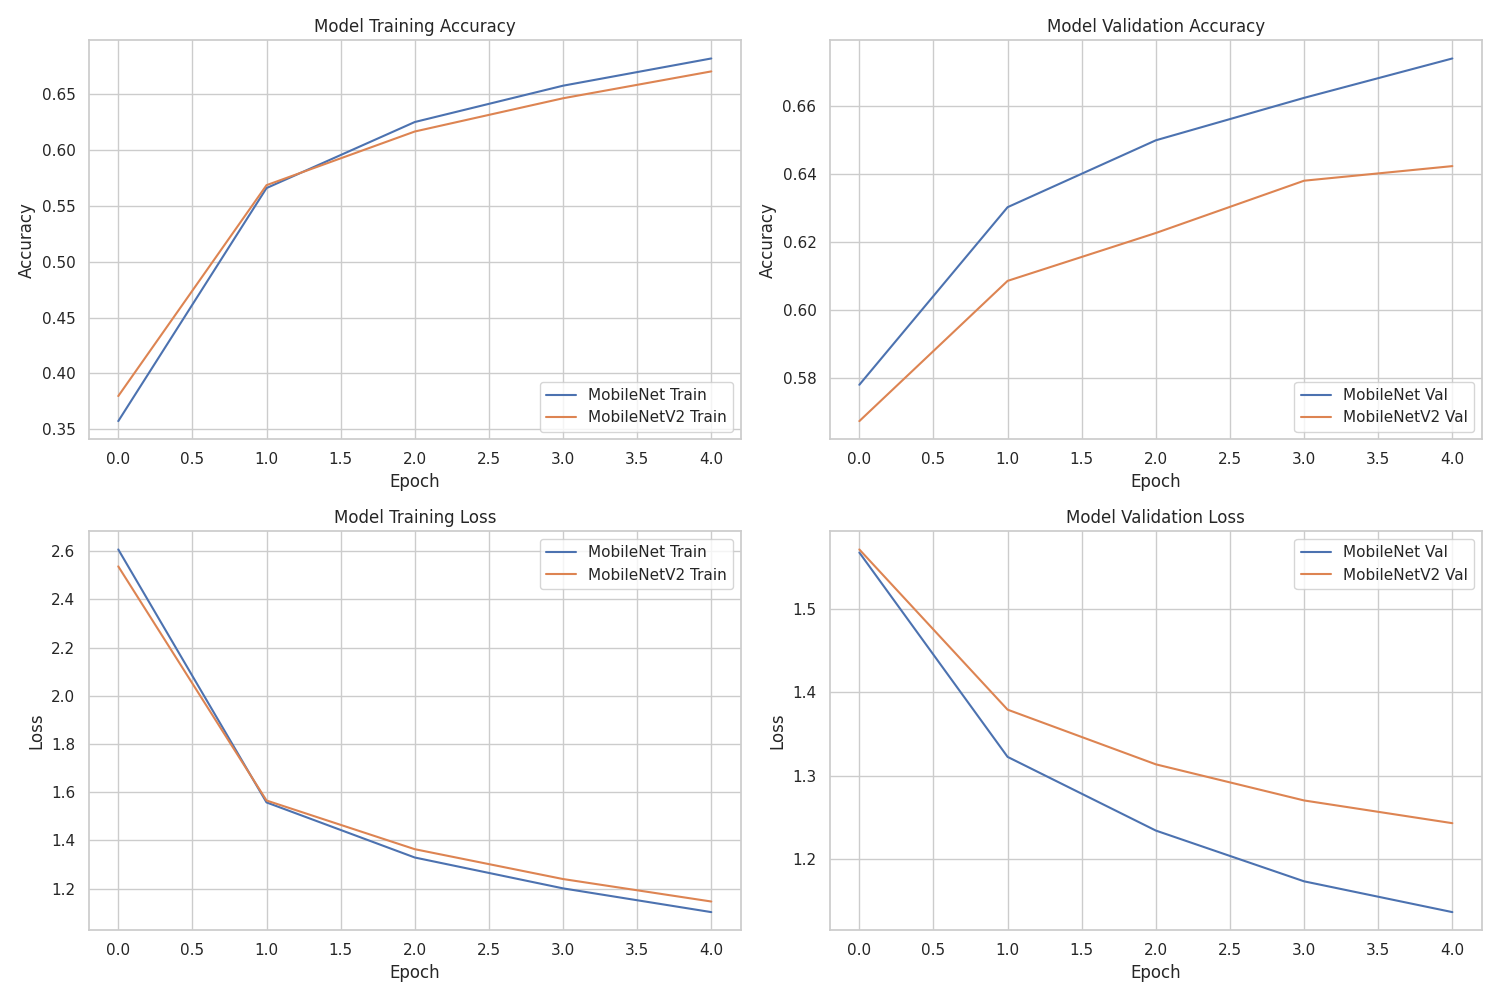 Model Training Accuracy
Accuracy
0.65
0.60
0.55
0.50
0.45
0.40
0.35
MobileNet Train
MobileNetV2 Train
0.0 0.5 1.0 1.5 2.0 2.5 3.0 3.5 4.0
Epoch
Model Validation Accuracy
Accuracy
0.66
0.64
0.62
0.60
0.58
MobileNet Val
MobileNetV2 Val
0.0 0.5 1.0 1.5 2.0 2.5 3.0 3.5 4.0
Epoch
Model Training Loss
Loss
2.6
2.4
2.2
2.0
1.8
1.6
1.4
1.2
MobileNet Train
MobileNetV2 Train
0.0 0.5 1.0 1.5 2.0 2.5 3.0 3.5 4.0
Epoch
Model Validation Loss
Loss
1.5
1.4
1.3
1.2
MobileNet Val
MobileNetV2 Val
0.0 0.5 1.0 1.5 2.0 2.5 3.0 3.5 4.0
Epoch